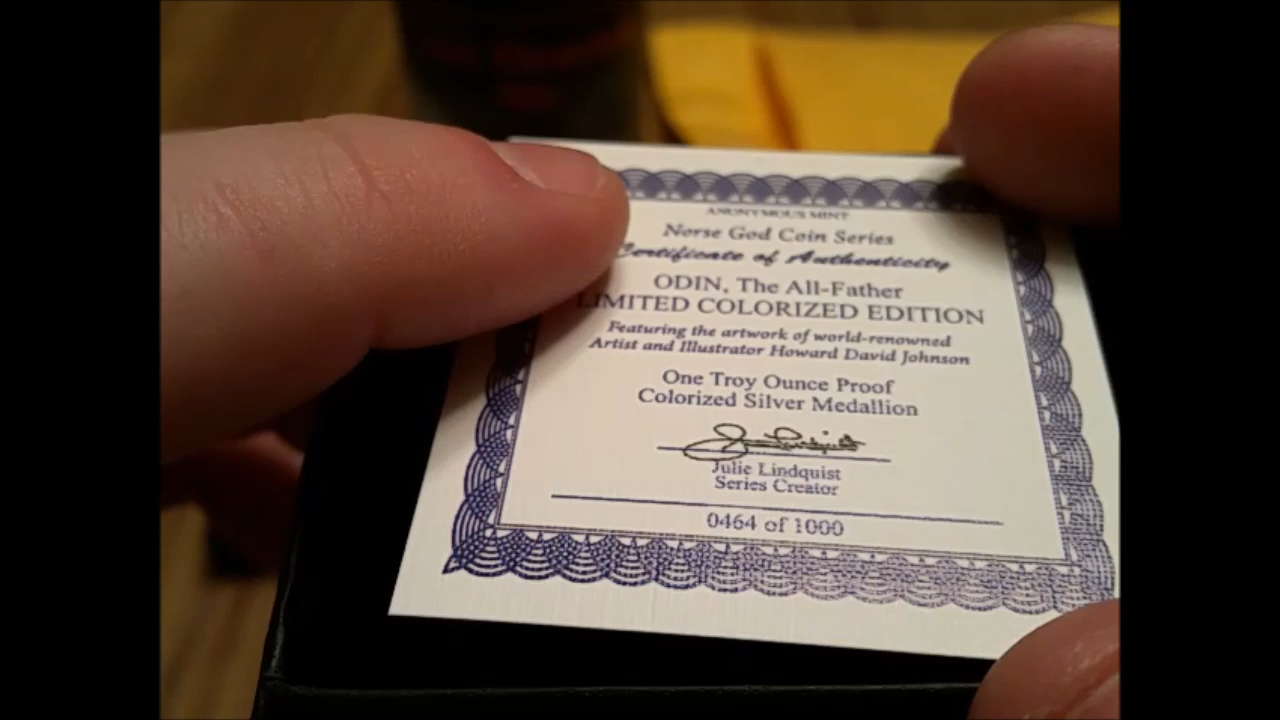 ANONYMOUS MINT
Norse God Coin Series
Certificate of Authenticity
ODIN, The All-Father
LIMITED COLORIZED EDITION
Featuring the artwork of world-renowned
Artist and Illustrator Howard David Johnson
One Troy Ounce Proof
Colorized Silver Medallion
Julie Lindquist
Julie Lindquist
Series Creator
0464 of 1000